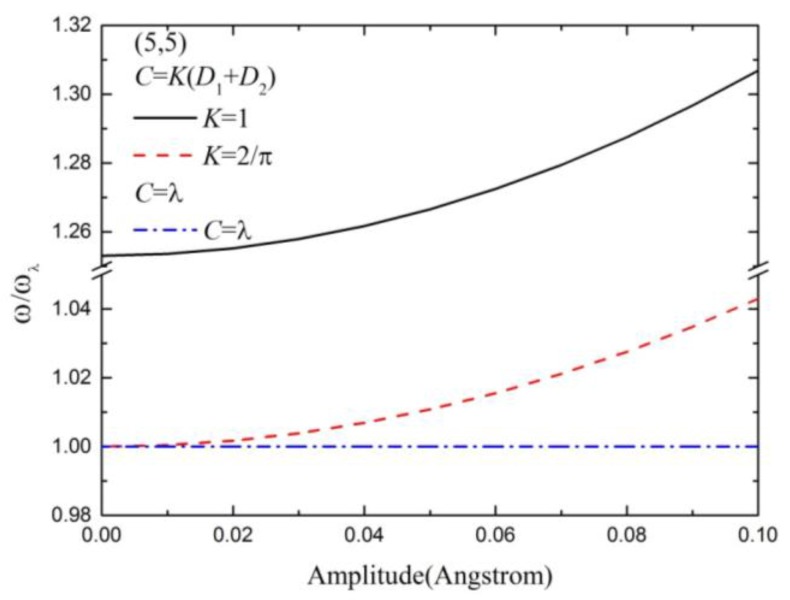 1.32
1.30
1.28
1.26
1.04
1.02
1.00
0.98
ω/ω_λ
(5,5)
C=K(D₁+D₂)
K=1
K=2/π
C=λ
C=λ
0.00 0.02 0.04 0.06 0.08 0.10
Amplitude(Angstrom)